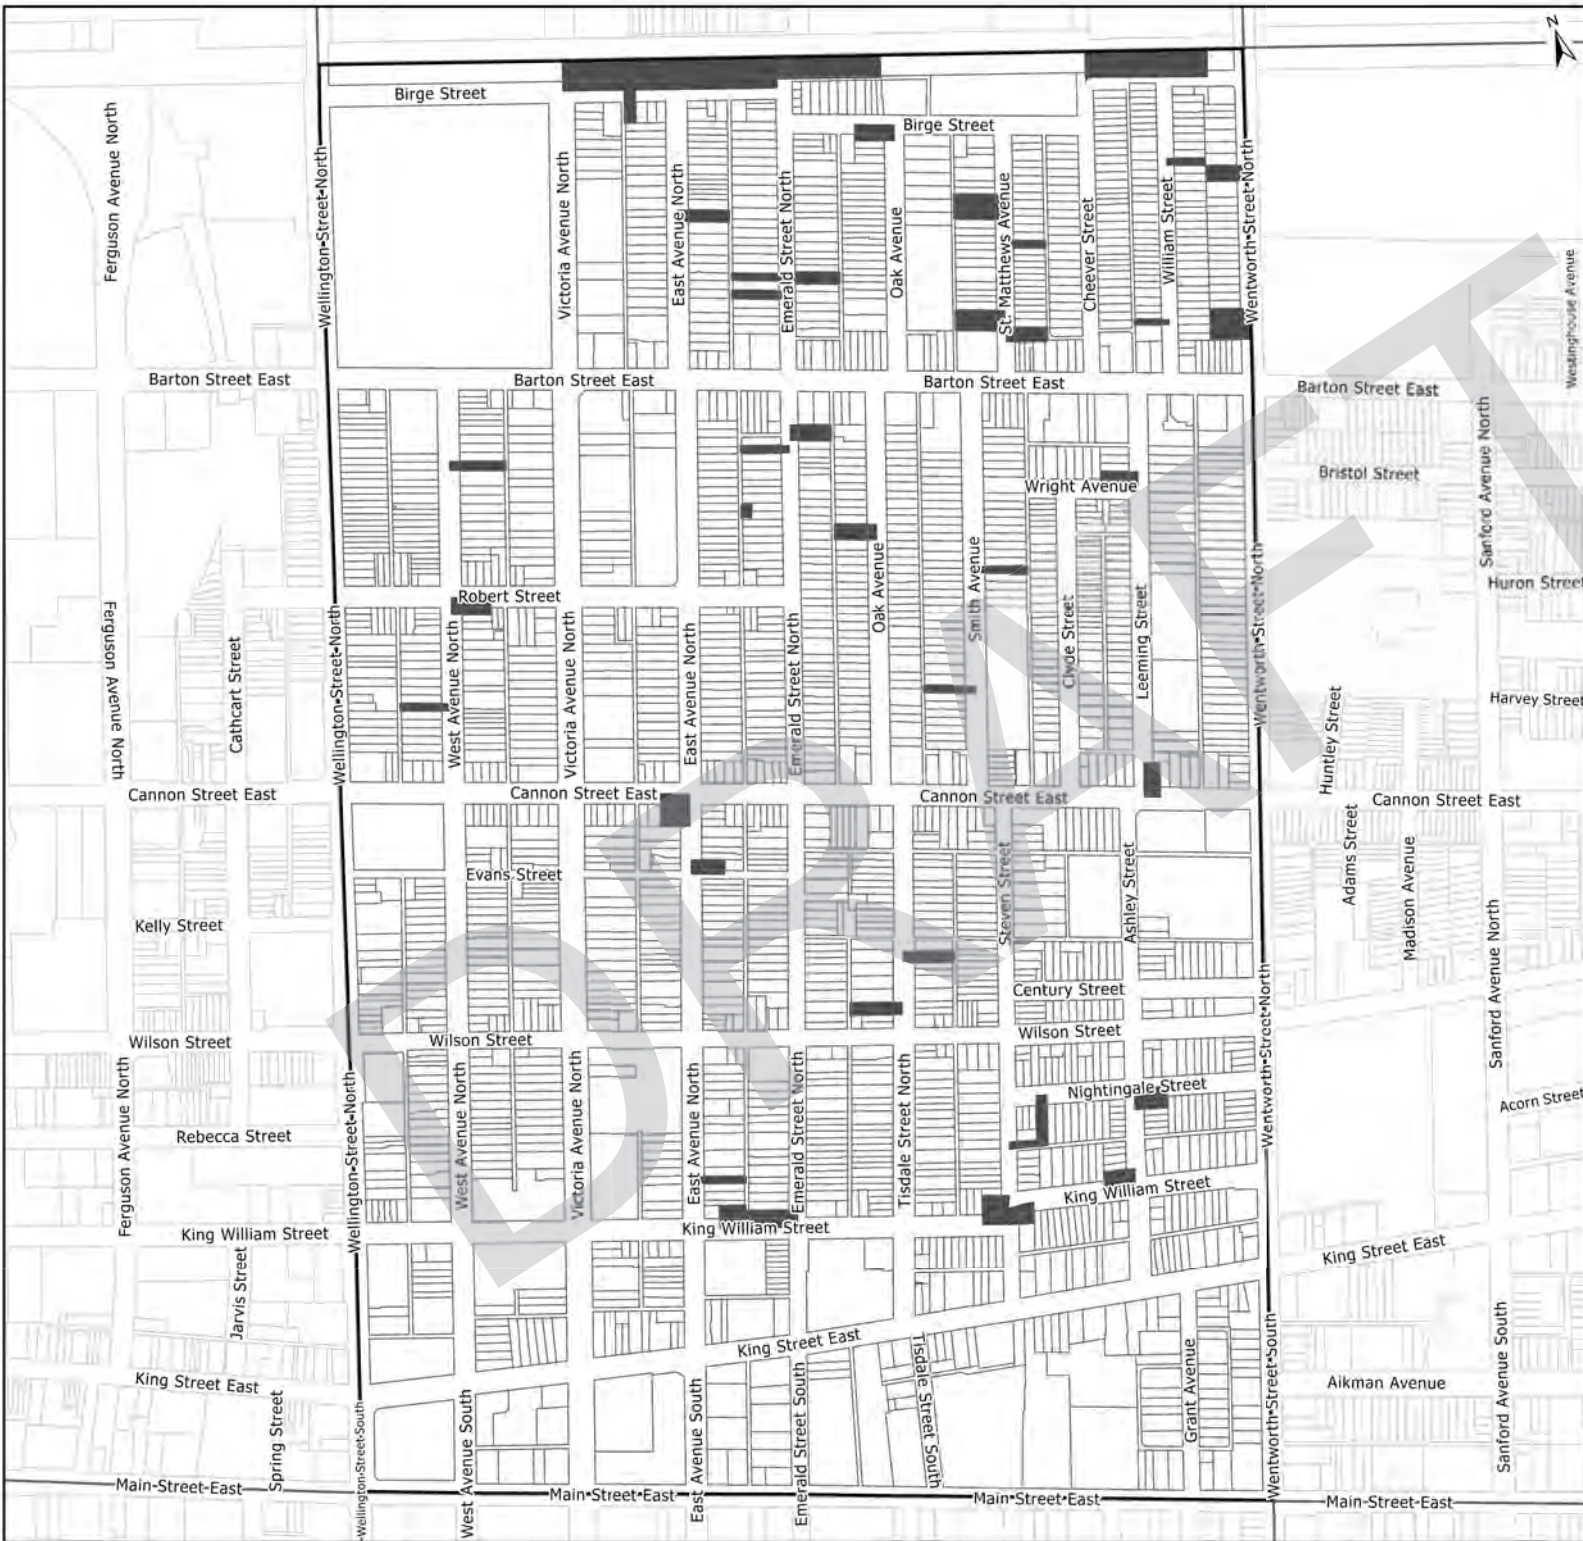 N
Birge Street
Birge Street
Ferguson Avenue North
Wellington Street North
Victoria Avenue North
East Avenue North
Emerald Street North
Oak Avenue
St. Matthews Avenue
Cheever Street
William Street
Wentworth Street North
Westinghouse Avenue
Barton Street East
Barton Street East
Barton Street East
Barton Street East
Bristol Street
Wright Avenue
Sanford Avenue North
Huron Street
Robert Street
Ferguson Avenue North
Cathcart Street
Wellington Street North
West Avenue North
Victoria Avenue North
East Avenue North
Emerald Street North
Oak Avenue
Smith Avenue
Clyde Street
Leeming Street
Wentworth Street North
Huntley Street
Harvey Street
Cannon Street East
Cannon Street East
Cannon Street East
Cannon Street East
Evans Street
Kelly Street
Steven Street
Ashley Street
Adams Street
Madison Avenue
Sanford Avenue North
Century Street
Wilson Street
Wilson Street
Wilson Street
Nightingale Street
Acorn Street
Rebecca Street
Ferguson Avenue North
Wellington Street North
West Avenue North
Victoria Avenue North
East Avenue North
Emerald Street North
Tisdale Street North
Wentworth Street North
King William Street
King William Street
King William Street
King Street East
Jarvis Street
King Street East
King Street East
Spring Street
Wellington Street South
West Avenue South
East Avenue South
Emerald Street South
Tisdale Street South
Grant Avenue
Wentworth Street South
Aikman Avenue
Sanford Avenue South
Main Street East
Main Street East
Main Street East
Main Street East
DRAFT